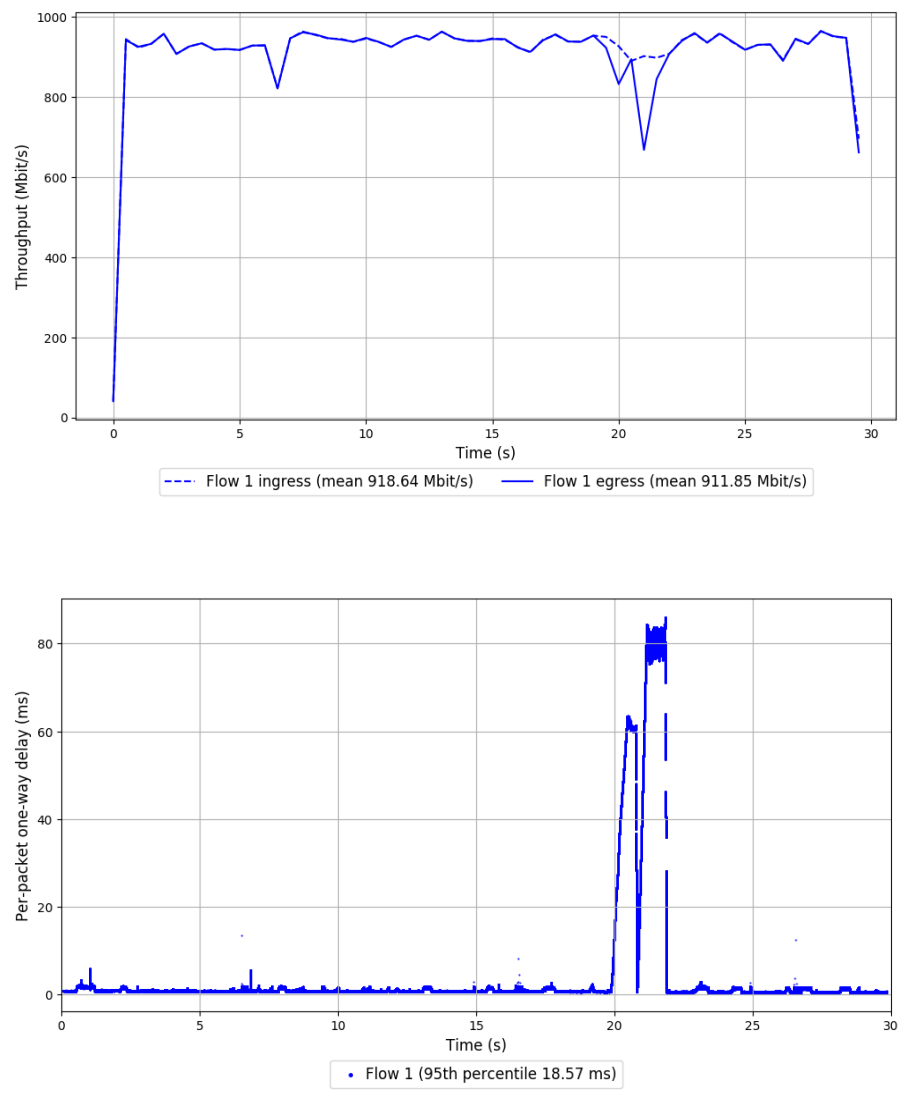 1000
800
600
400
200
0
Throughput (Mbit/s)
0 5 10 15 20 25 30
Time (s)
Flow 1 ingress (mean 918.64 Mbit/s) Flow 1 egress (mean 911.85 Mbit/s)
80
60
40
20
0
Per-packet one-way delay (ms)
0 5 10 15 20 25 30
Time (s)
Flow 1 (95th percentile 18.57 ms)